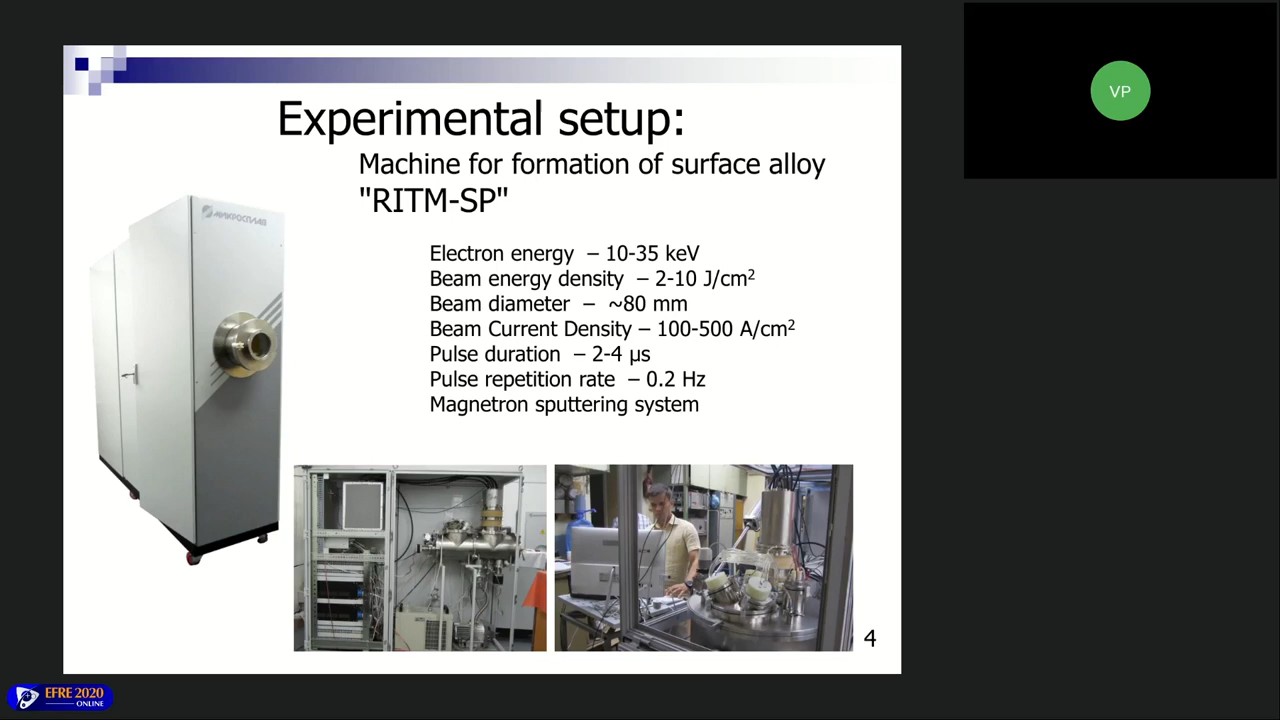 Experimental setup:
Machine for formation of surface alloy
"RITM-SP"
МИКРОСПЛАВ
Electron energy – 10-35 keV
Beam energy density – 2-10 J/cm²
Beam diameter – ~80 mm
Beam Current Density – 100-500 A/cm²
Pulse duration – 2-4 µs
Pulse repetition rate – 0.2 Hz
Magnetron sputtering system
4
VP
EFRE 2020
ONLINE